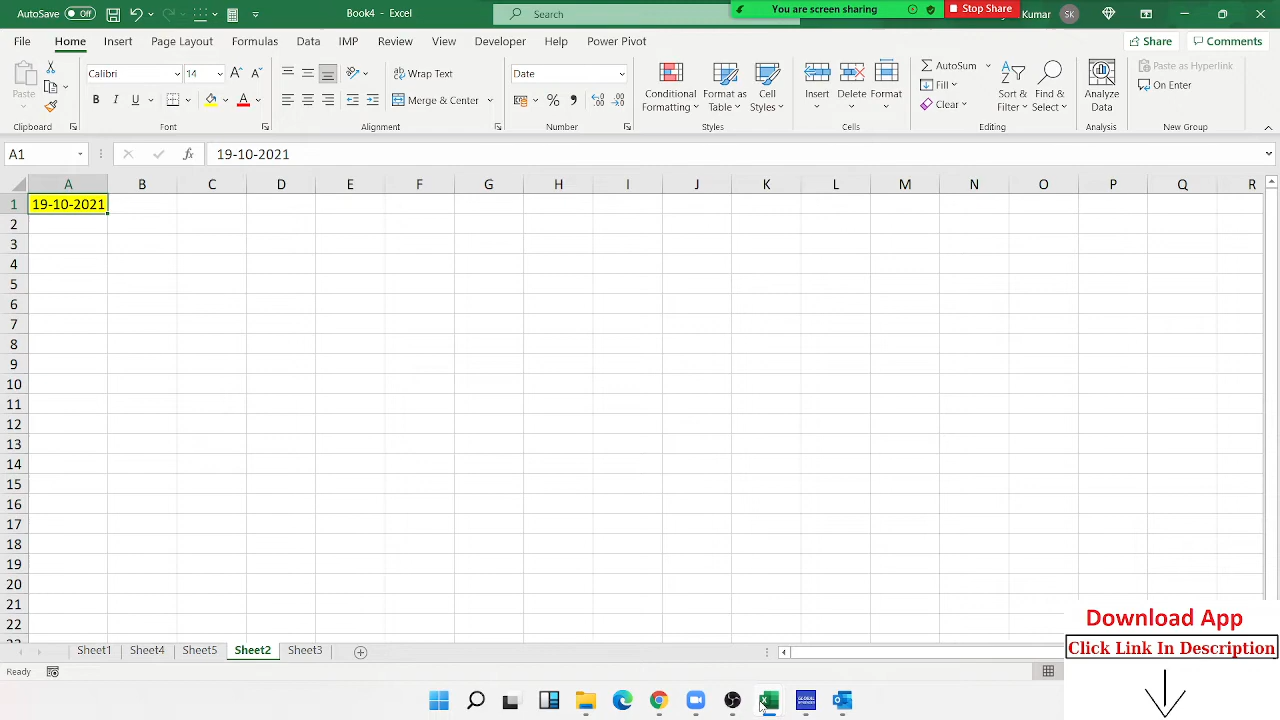 AutoSave Off Book4 - Excel Search You are screen sharing Stop Share Kumar SK
File Home Insert Page Layout Formulas Data IMP Review View Developer Help Power Pivot Share Comments
Paste Calibri 14 Wrap Text Date Conditional Formatting Format as Table Cell Styles Insert Delete Format AutoSum Sort & Filter Find & Select Analyze Data Paste as Hyperlink
B I U A Merge & Center % Fill Clear On Enter
Clipboard Font Alignment Number Styles Cells Editing Analysis New Group
A1 fx 19-10-2021
A B C D E F G H I J K L M N O P Q R
1 19-10-2021
2
3
4
5
6
7
8
9
10
11
12
13
14
15
16
17
18
19
20
21
22
Download App
Click Link In Description
Sheet1 Sheet4 Sheet5 Sheet2 Sheet3
Ready